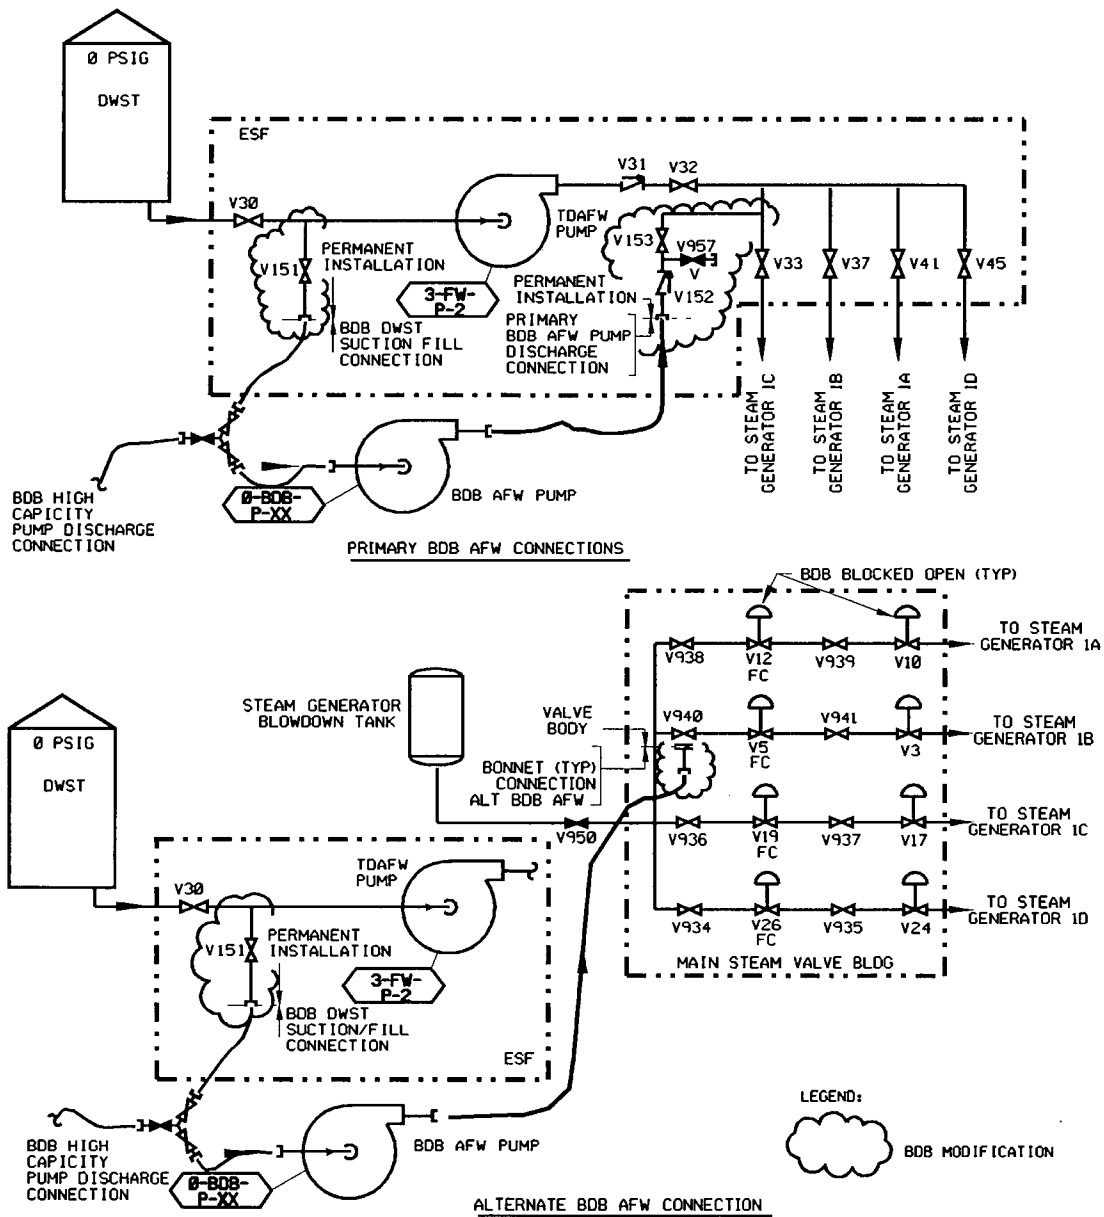 Ø PSIG
DWST
ESF
V30
V151
PERMANENT
INSTALLATION
BDB DWST
SUCTION FILL
CONNECTION
3-FW-
P-2
TDAFW
PUMP
V31
V32
V153
V957
V
V152
PERMANENT
INSTALLATION
PRIMARY
BDB AFW PUMP
DISCHARGE
CONNECTION
V33
V37
V41
V45
TO STEAM
GENERATOR 1C
TO STEAM
GENERATOR 1B
TO STEAM
GENERATOR 1A
TO STEAM
GENERATOR 1D
BDB HIGH
CAPICITY
PUMP DISCHARGE
CONNECTION
Ø-BDB-
P-XX
BDB AFW PUMP
PRIMARY BDB AFW CONNECTIONS
BDB BLOCKED OPEN (TYP)
V938
V12
FC
V939
V10
TO STEAM
GENERATOR 1A
STEAM GENERATOR
BLOWDOWN TANK
VALVE
BODY
V940
V5
FC
V941
V3
TO STEAM
GENERATOR 1B
BONNET (TYP)
CONNECTION
ALT BDB AFW
V950
V936
V19
FC
V937
V17
TO STEAM
GENERATOR 1C
V934
V26
FC
V935
V24
TO STEAM
GENERATOR 1D
MAIN STEAM VALVE BLDG
Ø PSIG
DWST
V30
V151
PERMANENT
INSTALLATION
TDAFW
PUMP
3-FW-
P-2
BDB DWST
SUCTION/FILL
CONNECTION
ESF
BDB HIGH
CAPICITY
PUMP DISCHARGE
CONNECTION
Ø-BDB-
P-XX
BDB AFW PUMP
LEGEND:
BDB MODIFICATION
ALTERNATE BDB AFW CONNECTION